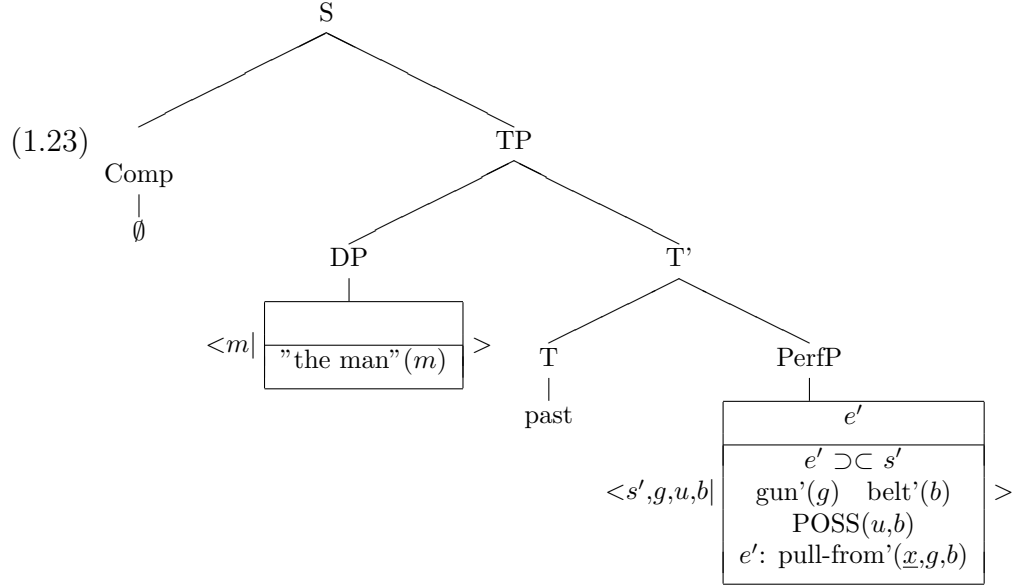 S
(1.23)
Comp
∅
TP
DP
<m|
”the man”(m)
>
T’
T
past
PerfP
<s′,g,u,b|
e′
e′ ⊃⊂ s′
gun’(g) belt’(b)
POSS(u,b)
e′: pull-from’(x,g,b)
>